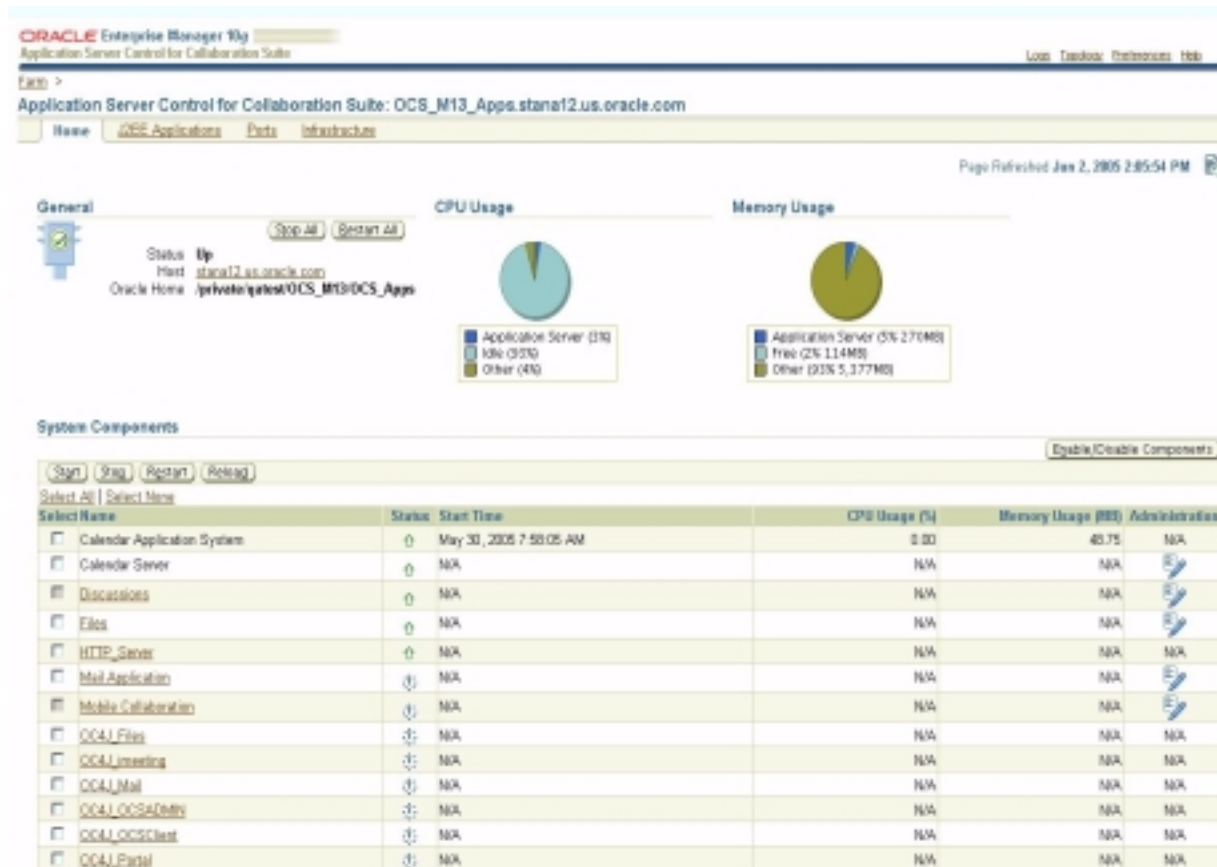 ORACLE Enterprise Manager 10g
Application Server Control for Collaboration Suite
Logs Topology Preferences Help
Farm >
Application Server Control for Collaboration Suite: OCS_M13_Apps.stana12.us.oracle.com
Home J2EE Applications Ports Infrastructure
Page Refreshed Jun 2, 2005 2:05:54 PM
General
Stop All Restart All
Status Up
Host stana12.us.oracle.com
Oracle Home /private/qatest/OCS_M13/OCS_Apps
CPU Usage
Application Server (3%)
Idle (93%)
Other (4%)
Memory Usage
Application Server (5% 270MB)
Free (2% 114MB)
Other (93% 5,377MB)
System Components
Enable/Disable Components
Start Stop Restart Reload
Select All | Select None
Select Name Status Start Time CPU Usage (%) Memory Usage (MB) Administration
Calendar Application System May 30, 2005 7:58:05 AM 0.00 48.75 N/A
Calendar Server N/A N/A N/A
Discussions N/A N/A N/A
Files N/A N/A N/A
HTTP_Server N/A N/A N/A N/A
Mail Application N/A N/A N/A
Mobile Collaboration N/A N/A N/A
OC4J_Files N/A N/A N/A N/A
OC4J_imeeting N/A N/A N/A N/A
OC4J_Mail N/A N/A N/A N/A
OC4J_OCSADMIN N/A N/A N/A N/A
OC4J_OCSClient N/A N/A N/A N/A
OC4J_Portal N/A N/A N/A N/A